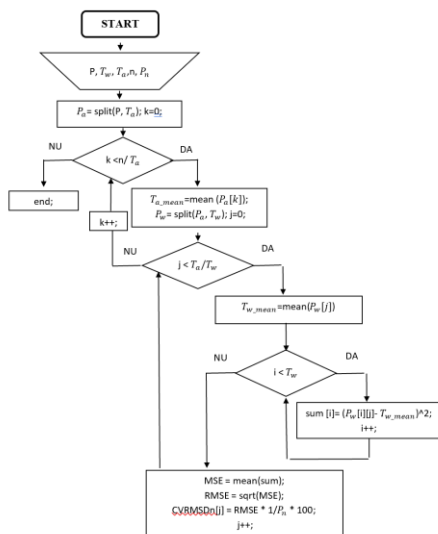 START
P, T_w, T_a,n, P_n
P_a= split(P, T_a); k=0;
NU
DA
k <n/ T_a
end;
T_a_mean=mean (P_a[k]);
P_w= split(P_a, T_w); j=0;
k++;
NU
DA
j < T_a/T_w
T_w_mean=mean(P_w[j])
NU
DA
i < T_w
sum [i]= (P_w[i][j]- T_w_mean)^2;
i++;
MSE = mean(sum);
RMSE = sqrt(MSE);
CVRMSDn[j] = RMSE * 1/P_n * 100;
j++;